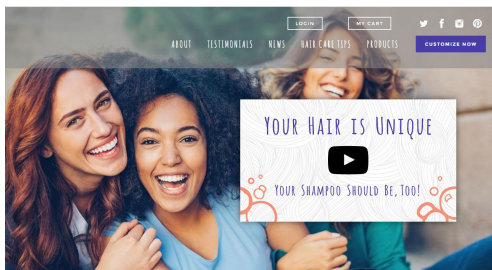 LOGIN
MY CART
ABOUT
TESTIMONIALS
NEWS
HAIR CARE TIPS
PRODUCTS
CUSTOMIZE NOW
YOUR HAIR IS UNIQUE
YOUR SHAMPOO SHOULD BE, TOO!